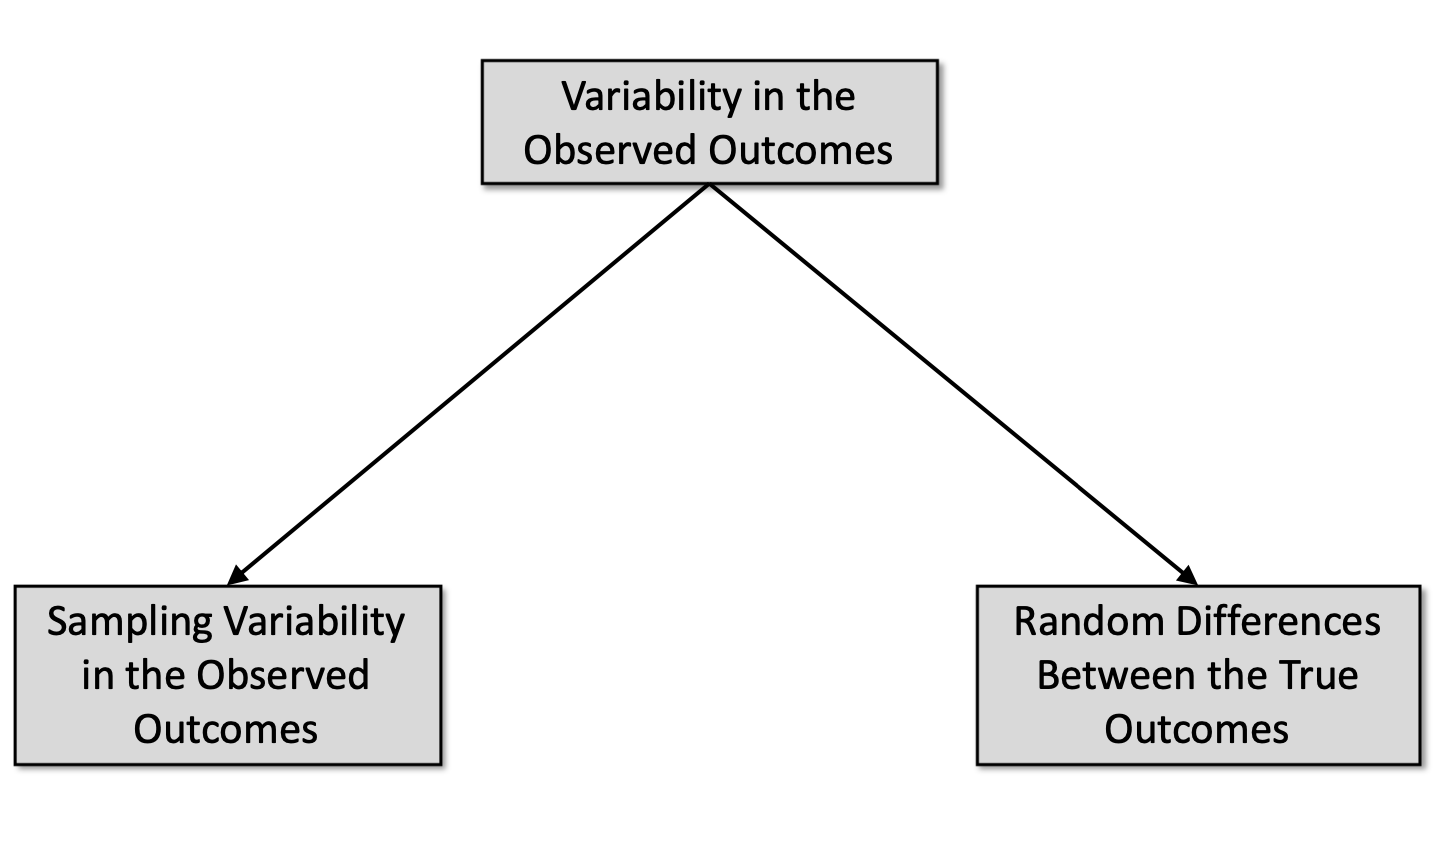 Variability in the
Observed Outcomes
Sampling Variability
in the Observed
Outcomes
Random Differences
Between the True
Outcomes